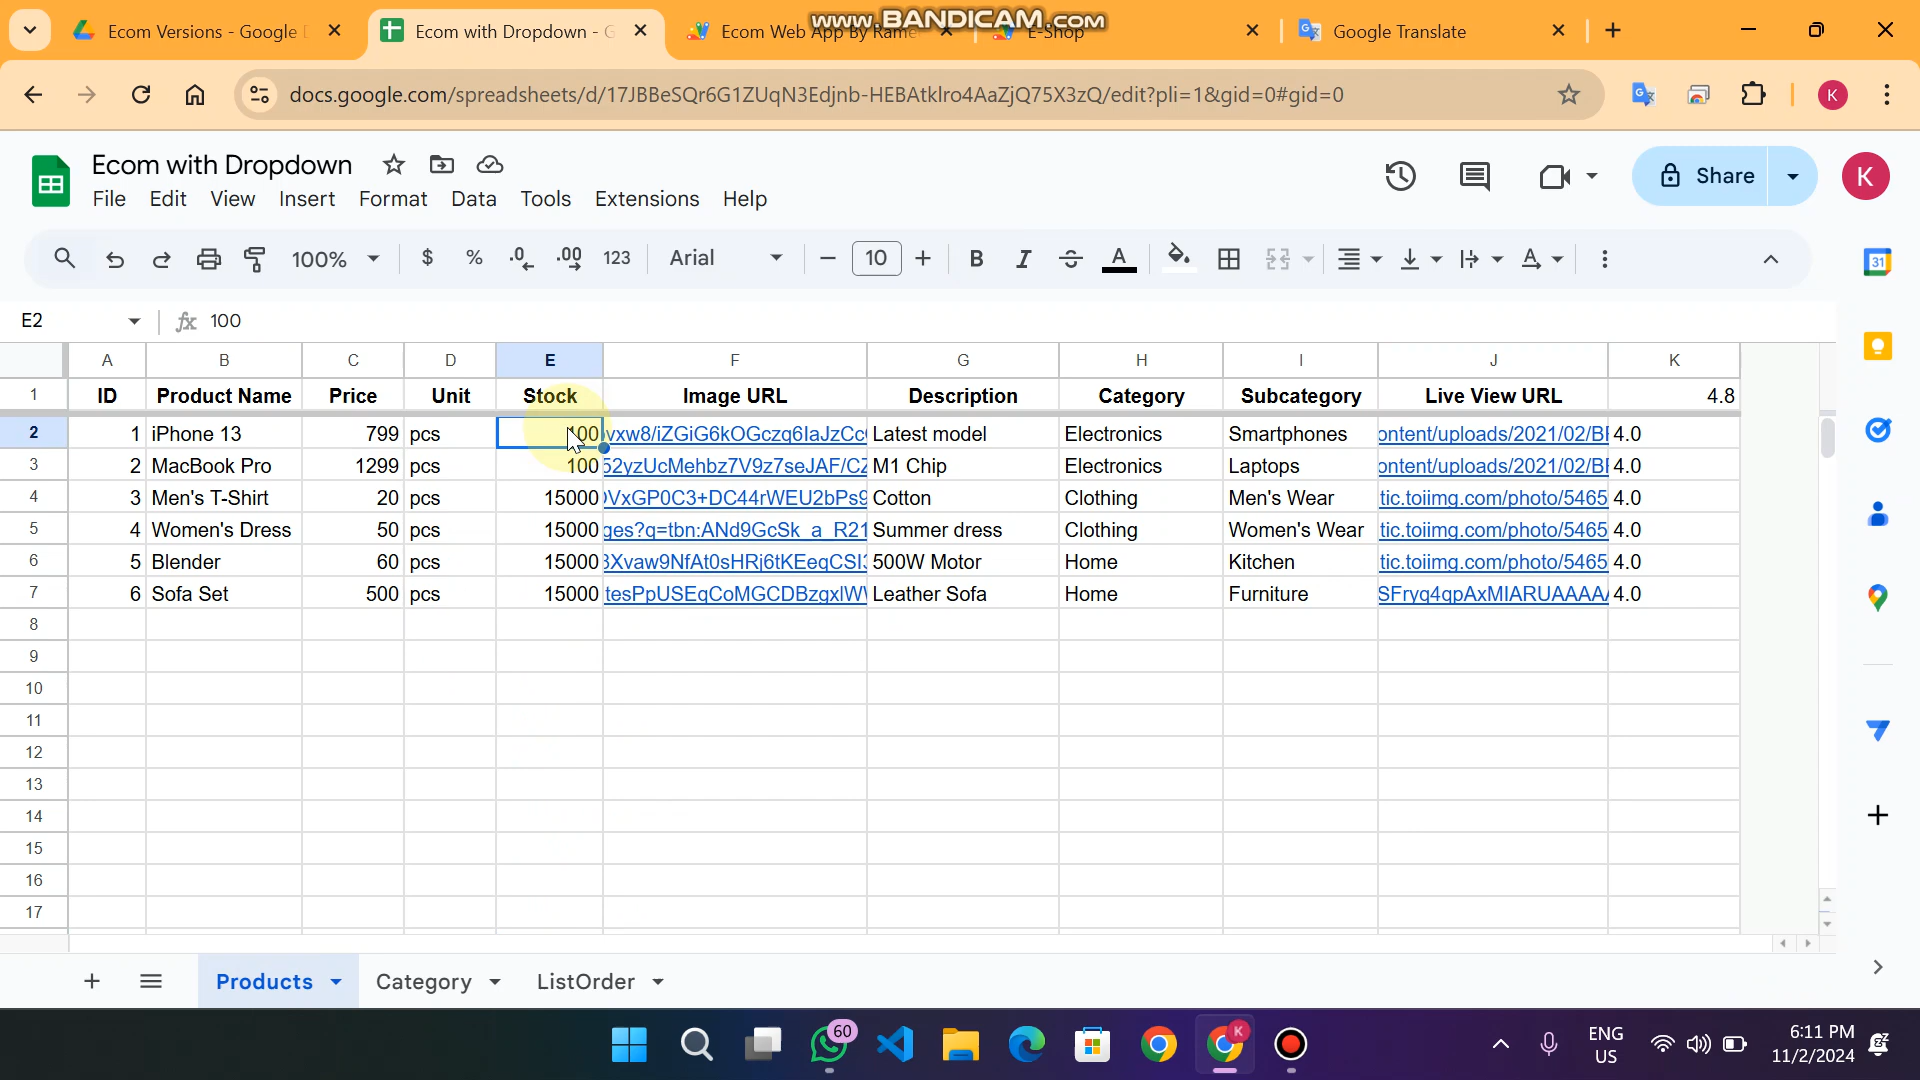 www.BANDICAM.com
Ecom Versions - Google
Ecom with Dropdown - G
Ecom Web App By Rame
E-Shop
Google Translate
docs.google.com/spreadsheets/d/17JBBeSQr6G1ZUqN3Edjnb-HEBAtkIro4AaZjQ75X3zQ/edit?pli=1&gid=0#gid=0
K
Ecom with Dropdown
File Edit View Insert Format Data Tools Extensions Help
Share
K
100% $ % .0 .00 123 Arial 10 B I S A A
31
E2 fx 100
A B C D E F G H I J K
1 ID Product Name Price Unit Stock Image URL Description Category Subcategory Live View URL 4.8
2 1 iPhone 13 799 pcs 100 vxw8/iZGiG6kOGczq6IaJzCc Latest model Electronics Smartphones ontent/uploads/2021/02/B 4.0
3 2 MacBook Pro 1299 pcs 100 52yzUcMehbz7V9z7seJAF/CZ M1 Chip Electronics Laptops ontent/uploads/2021/02/B 4.0
4 3 Men's T-Shirt 20 pcs 15000 VxGP0C3+DC44rWEU2bPs9 Cotton Clothing Men's Wear tic.toiimg.com/photo/5465 4.0
5 4 Women's Dress 50 pcs 15000 ges?q=tbn:ANd9GcSk_a_R21 Summer dress Clothing Women's Wear tic.toiimg.com/photo/5465 4.0
6 5 Blender 60 pcs 15000 Xvaw9NfAt0sHRj6tKEeqCSI 500W Motor Home Kitchen tic.toiimg.com/photo/5465 4.0
7 6 Sofa Set 500 pcs 15000 tesPpUSEqCoMGCDBzgxlW Leather Sofa Home Furniture SFryq4qpAxMIARUAAAA 4.0
8
9
10
11
12
13
14
15
16
17
Products Category ListOrder
60
K
ENG
US
6:11 PM
11/2/2024